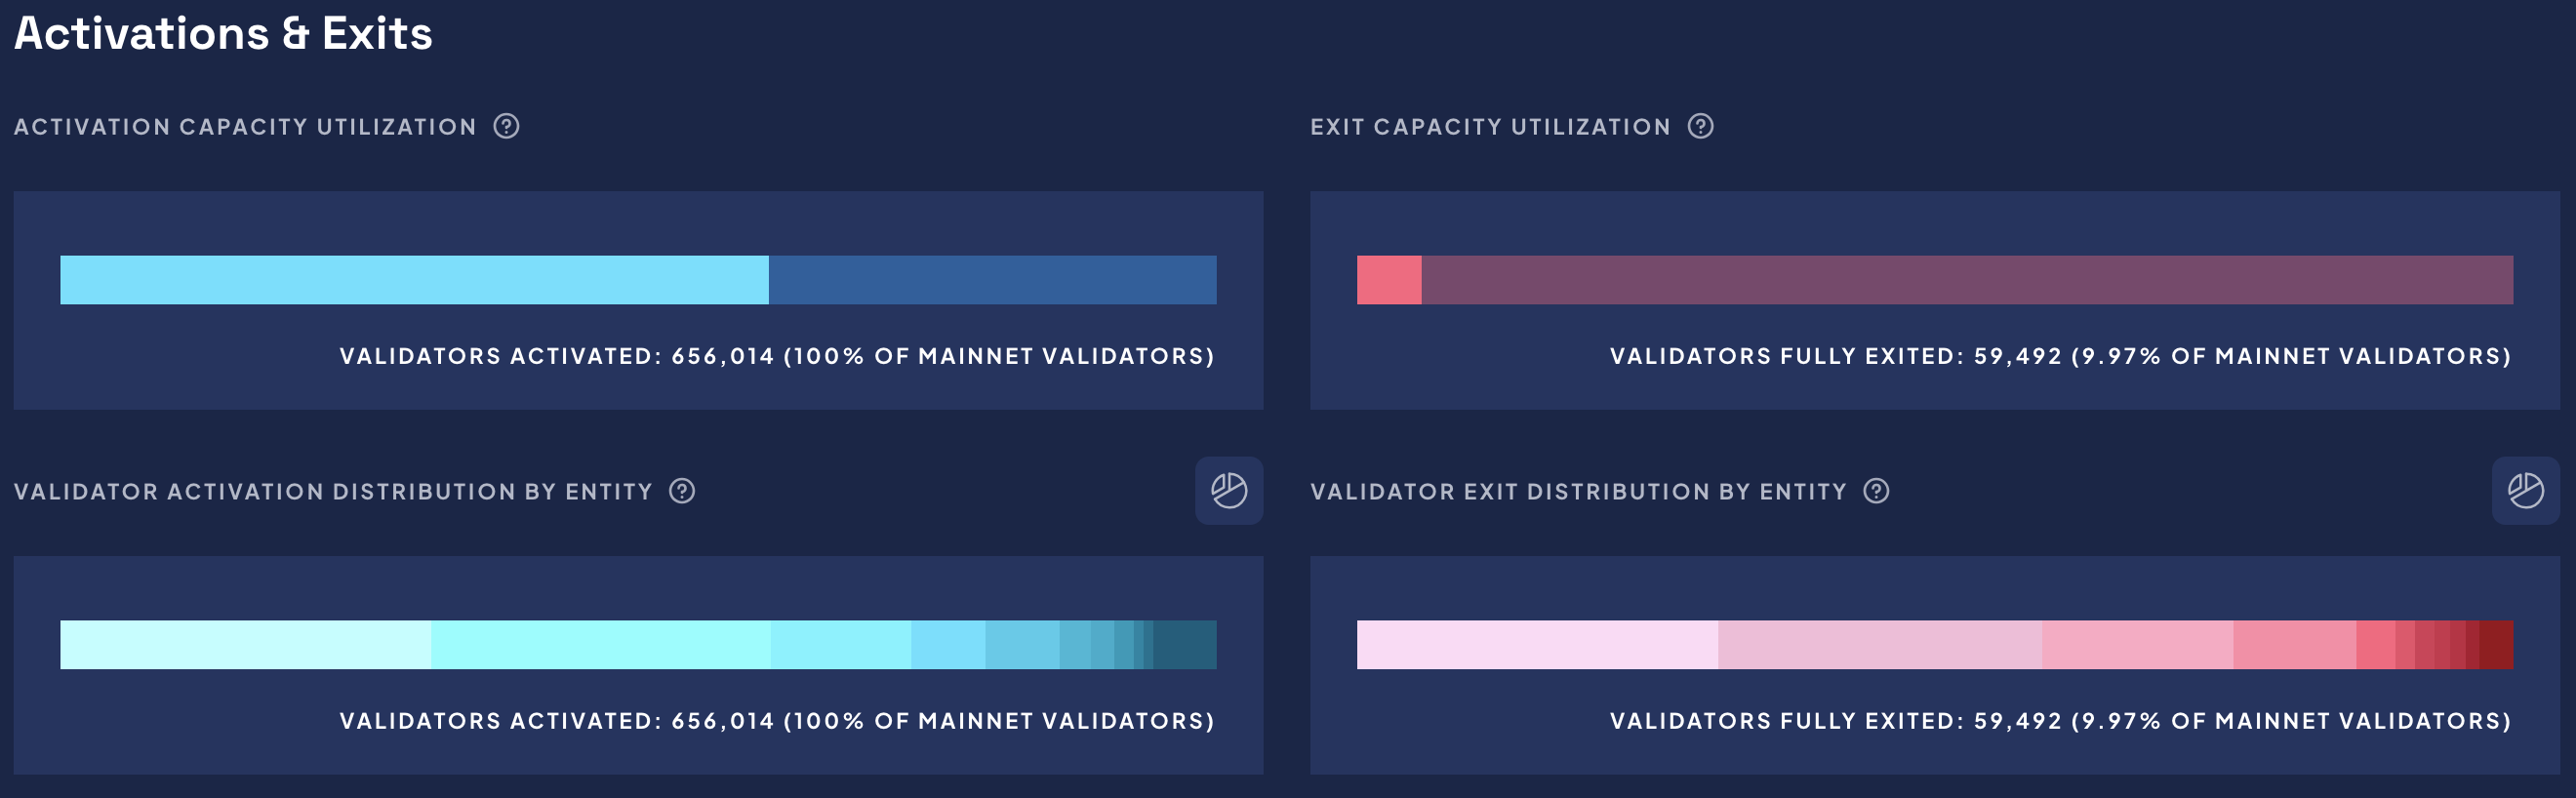 Activations & Exits
ACTIVATION CAPACITY UTILIZATION
EXIT CAPACITY UTILIZATION
VALIDATORS ACTIVATED: 656,014 (100% OF MAINNET VALIDATORS)
VALIDATORS FULLY EXITED: 59,492 (9.97% OF MAINNET VALIDATORS)
VALIDATOR ACTIVATION DISTRIBUTION BY ENTITY
VALIDATOR EXIT DISTRIBUTION BY ENTITY
VALIDATORS ACTIVATED: 656,014 (100% OF MAINNET VALIDATORS)
VALIDATORS FULLY EXITED: 59,492 (9.97% OF MAINNET VALIDATORS)